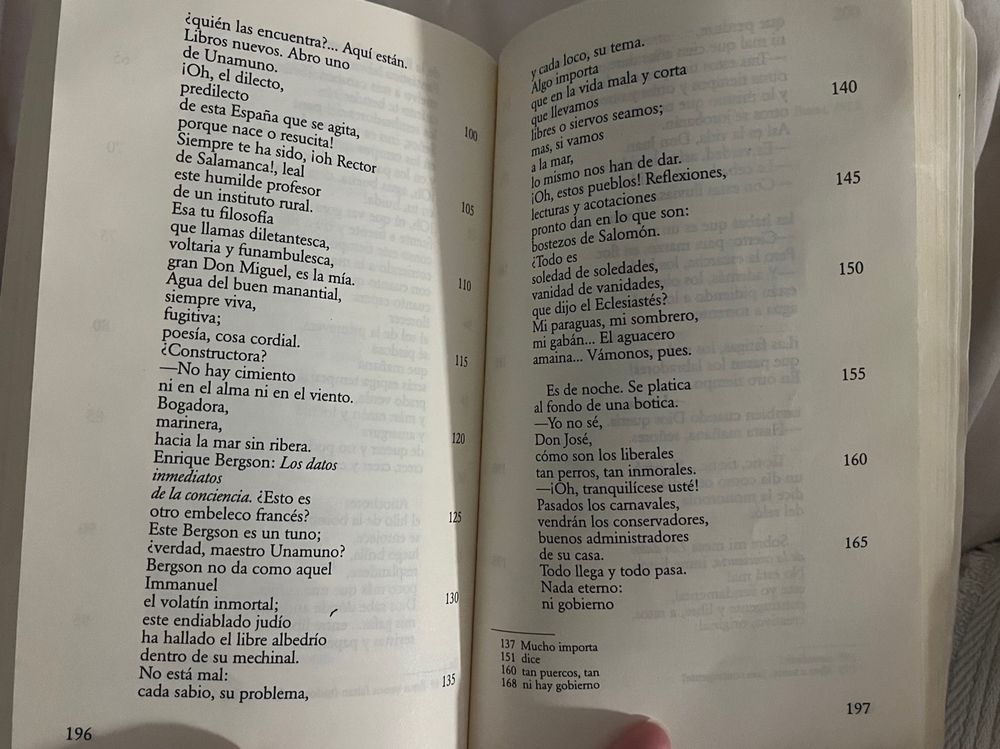 ¿quién las encuentra?... Aquí están.
Libros nuevos. Abro uno
de Unamuno.
¡Oh, el dilecto,
predilecto
de esta España que se agita,
porque nace o resucita! 100
Siempre te ha sido, ¡oh Rector
de Salamanca!, leal
este humilde profesor
de un instituto rural.
Esa tu filosofía 105
que llamas diletantesca,
voltaria y funambulesca,
gran Don Miguel, es la mía.
Agua del buen manantial,
siempre viva, 110
fugitiva;
poesía, cosa cordial.
¿Constructora?
—No hay cimiento
ni en el alma ni en el viento. 115
Bogadora,
marinera,
hacia la mar sin ribera.
Enrique Bergson: Los datos
inmediatos 120
de la conciencia. ¿Esto es
otro embeleco francés?
Este Bergson es un tuno;
¿verdad, maestro Unamuno?
Bergson no da como aquel 125
Immanuel
el volatín inmortal;
este endiablado judío
ha hallado el libre albedrío
dentro de su mechinal. 130
No está mal:
cada sabio, su problema,
135
196
y cada loco, su tema.
Algo importa
que en la vida mala y corta
que llevamos
libres o siervos seamos; 140
mas, si vamos
a la mar,
lo mismo nos han de dar.
¡Oh, estos pueblos! Reflexiones,
lecturas y acotaciones 145
pronto dan en lo que son:
bostezos de Salomón.
¿Todo es
soledad de soledades,
vanidad de vanidades, 150
que dijo el Eclesiastés?
Mi paraguas, mi sombrero,
mi gabán... El aguacero
amaina... Vámonos, pues.
Es de noche. Se platica 155
al fondo de una botica.
—Yo no sé,
Don José,
cómo son los liberales
tan perros, tan inmorales. 160
—¡Oh, tranquilícese usté!
Pasados los carnavales,
vendrán los conservadores,
buenos administradores
de su casa. 165
Todo llega y todo pasa.
Nada eterno:
ni gobierno
137 Mucho importa
151 dice
160 tan puercos, tan
168 ni hay gobierno
197